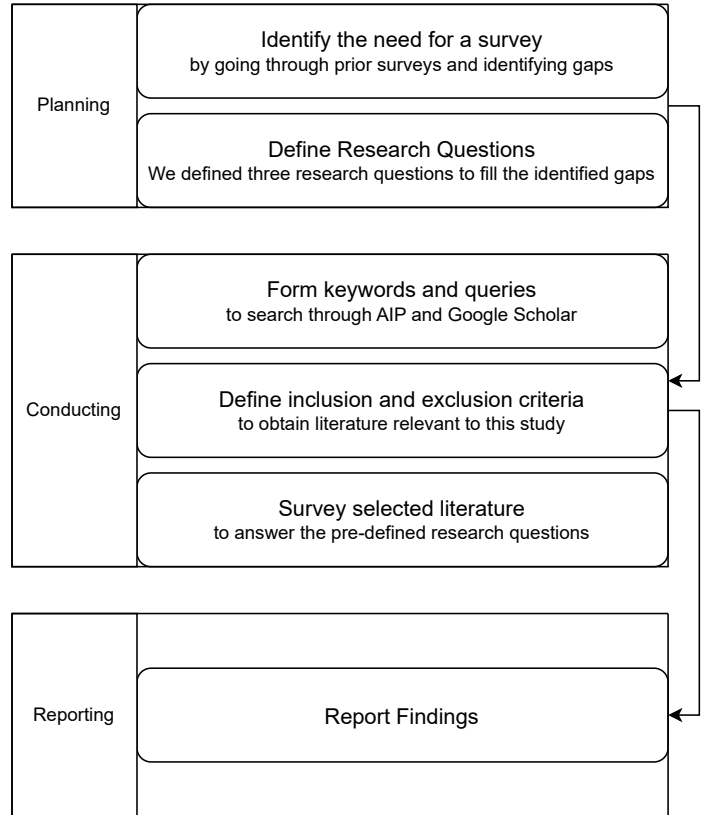 Planning
Identify the need for a survey
by going through prior surveys and identifying gaps
Define Research Questions
We defined three research questions to fill the identified gaps
Conducting
Form keywords and queries
to search through AIP and Google Scholar
Define inclusion and exclusion criteria
to obtain literature relevant to this study
Survey selected literature
to answer the pre-defined research questions
Reporting
Report Findings